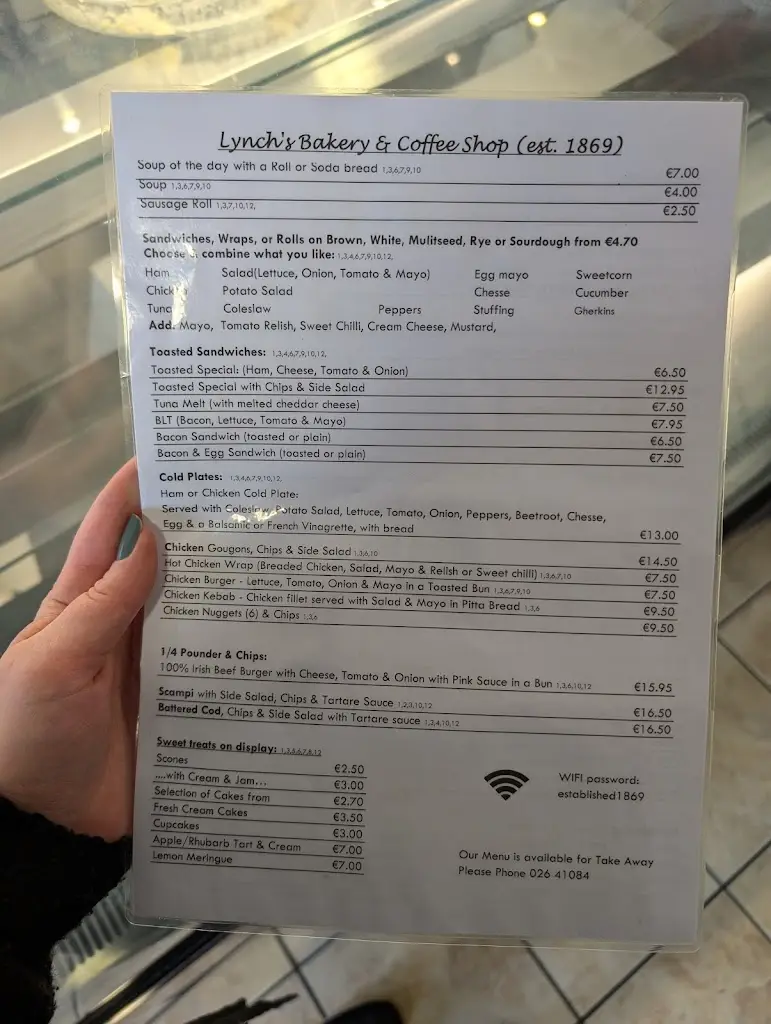 Lynch's Bakery & Coffee Shop (est. 1869)
Soup of the day with a Roll or Soda bread 1,3,6,7,9,10 €7.00
Soup 1,3,6,7,9,10 €4.00
Sausage Roll 1,3,7,10,12, €2.50
Sandwiches, Wraps, or Rolls on Brown, White, Mulitseed, Rye or Sourdough from €4.70
Choose & combine what you like: 1,3,4,6,7,9,10,12,
Ham Salad(Lettuce, Onion, Tomato & Mayo) Egg mayo Sweetcorn
Potato Salad Chesse Cucumber
Tuna Coleslaw Peppers Stuffing Gherkins
Add: Mayo, Tomato Relish, Sweet Chilli, Cream Cheese, Mustard,
Toasted Sandwiches: 1,3,4,6,7,9,10,12,
Toasted Special: (Ham, Cheese, Tomato & Onion) €6.50
Toasted Special with Chips & Side Salad €12.95
Tuna Melt (with melted cheddar cheese) €7.50
BLT (Bacon, Lettuce, Tomato & Mayo) €7.95
Bacon Sandwich (toasted or plain) €6.50
Bacon & Egg Sandwich (toasted or plain) €7.50
Cold Plates: 1,3,4,6,7,9,10,12,
Ham or Chicken Cold Plate:
Served with Coleslaw, Potato Salad, Lettuce, Tomato, Onion, Peppers, Beetroot, Chesse,
Egg & a Balsamic or French Vinagrette, with bread €13.00
Chicken Gougons, Chips & Side Salad 1,3,6,10 €14.50
Hot Chicken Wrap (Breaded Chicken, Salad, Mayo & Relish or Sweet chilli) 1,3,6,7,10 €7.50
Chicken Burger - Lettuce, Tomato, Onion & Mayo in a Toasted Bun 1,3,6,7,9,10 €7.50
Chicken Kebab - Chicken fillet served with Salad & Mayo in Pitta Bread 1,3,6 €9.50
Chicken Nuggets (6) & Chips 1,3,6 €9.50
1/4 Pounder & Chips:
100% Irish Beef Burger with Cheese, Tomato & Onion with Pink Sauce in a Bun 1,3,6,10,12 €15.95
Scampi with Side Salad, Chips & Tartare Sauce 1,2,3,10,12 €16.50
Battered Cod, Chips & Side Salad with Tartare sauce 1,3,4,10,12 €16.50
Sweet treats on display: 1,3,5,6,7,8,12
Scones €2.50
....with Cream & Jam... €3.00
Selection of Cakes from €2.70
Fresh Cream Cakes €3.50
Cupcakes €3.00
Apple/Rhubarb Tart & Cream €7.00
Lemon Meringue €7.00
WIFI password:
established1869
Our Menu is available for Take Away
Please Phone 026 41084